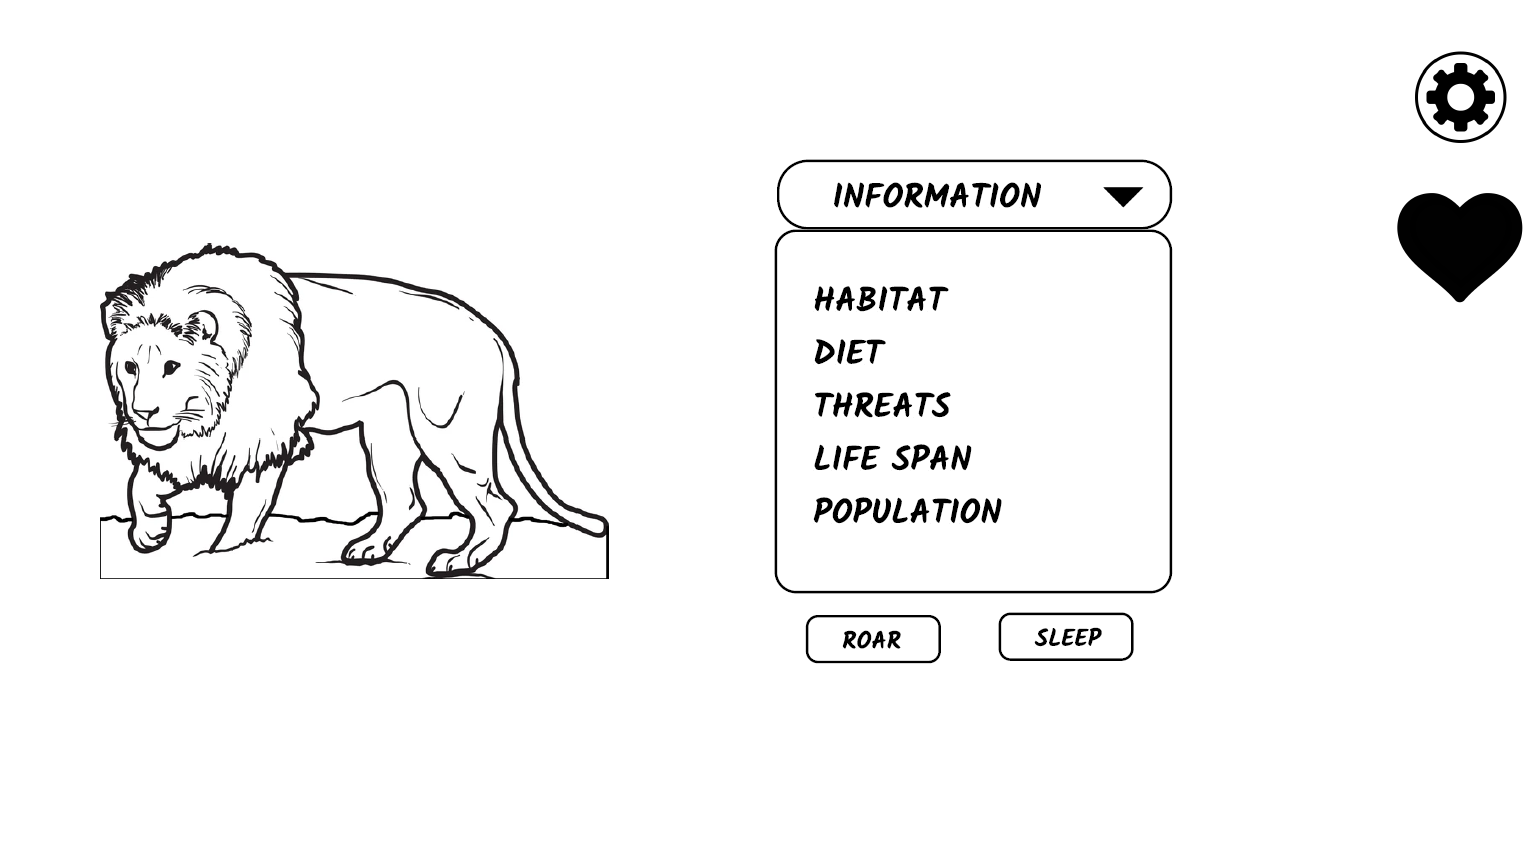 INFORMATION
HABITAT
DIET
THREATS
LIFE SPAN
POPULATION
ROAR
SLEEP